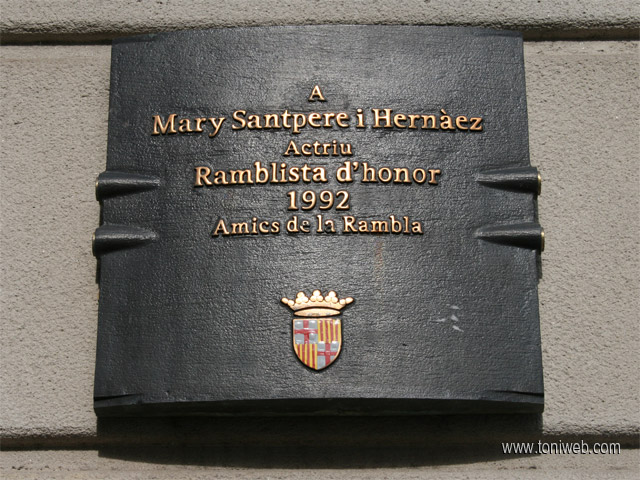 A
Mary Santpere i Hernàez
Actriu
Ramblista d'honor
1992
Amics de la Rambla
www.toniweb.com